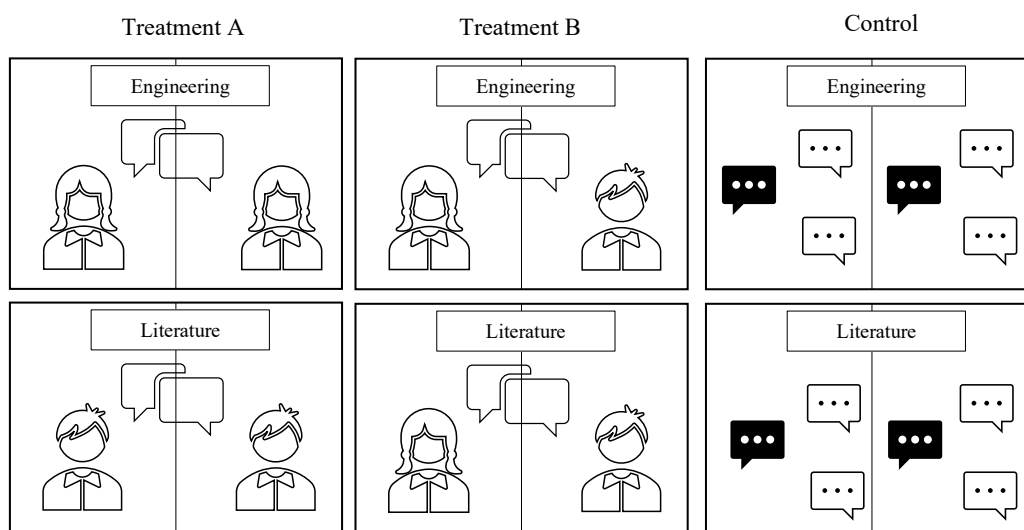 Treatment A
Treatment B
Control
Engineering
Engineering
Engineering
Literature
Literature
Literature